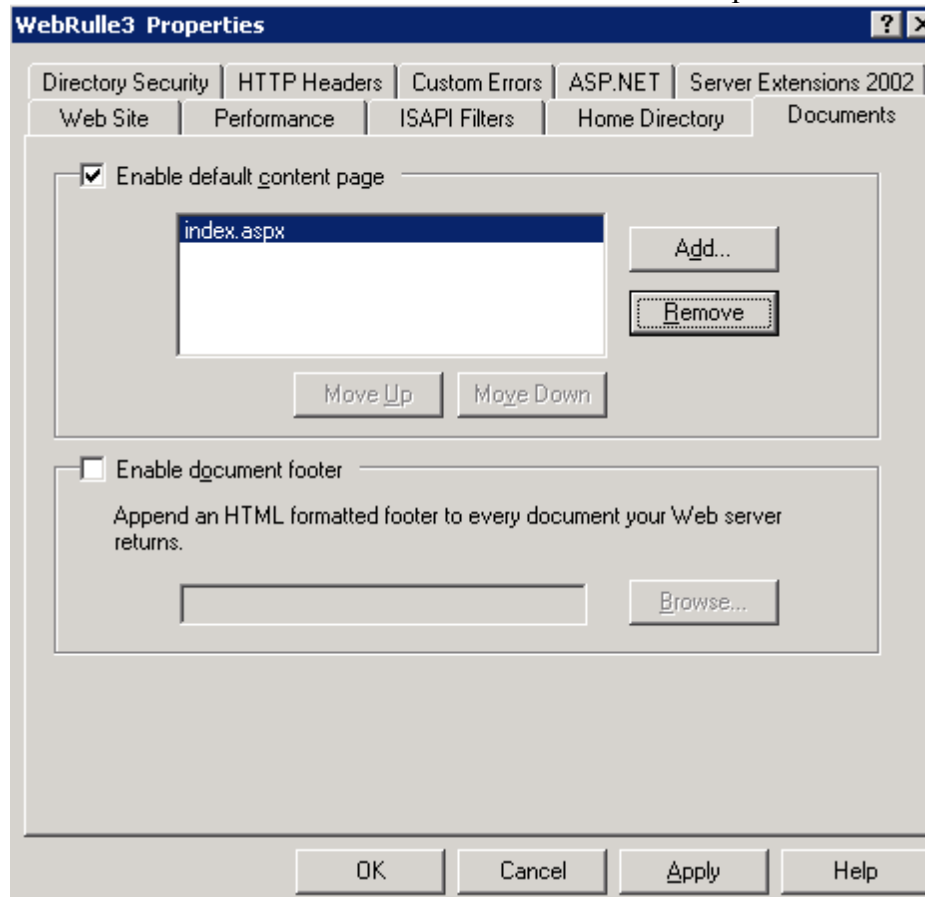 WebRulle3 Properties
Directory Security HTTP Headers Custom Errors ASP.NET Server Extensions 2002
Web Site Performance ISAPI Filters Home Directory Documents
Enable default content page
index.aspx
Add...
Remove
Move Up Move Down
Enable document footer
Append an HTML formatted footer to every document your Web server
returns.
Browse...
OK Cancel Apply Help